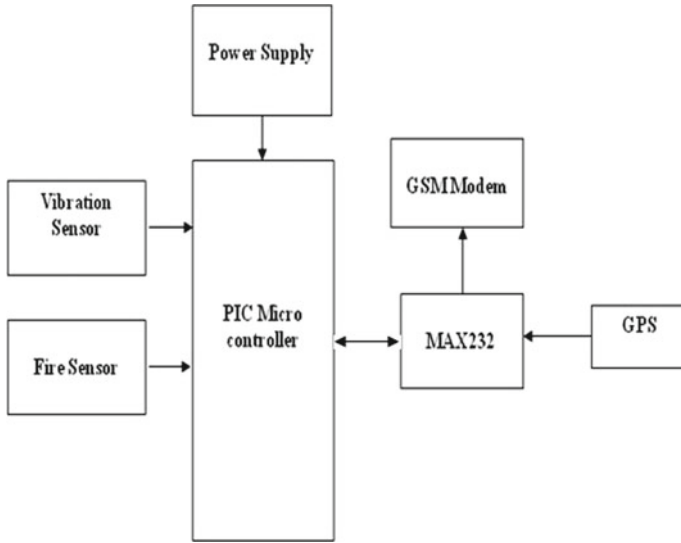 Power Supply
GSM Modem
Vibration
Sensor
PIC Micro
controller
MAX232
GPS
Fire Sensor